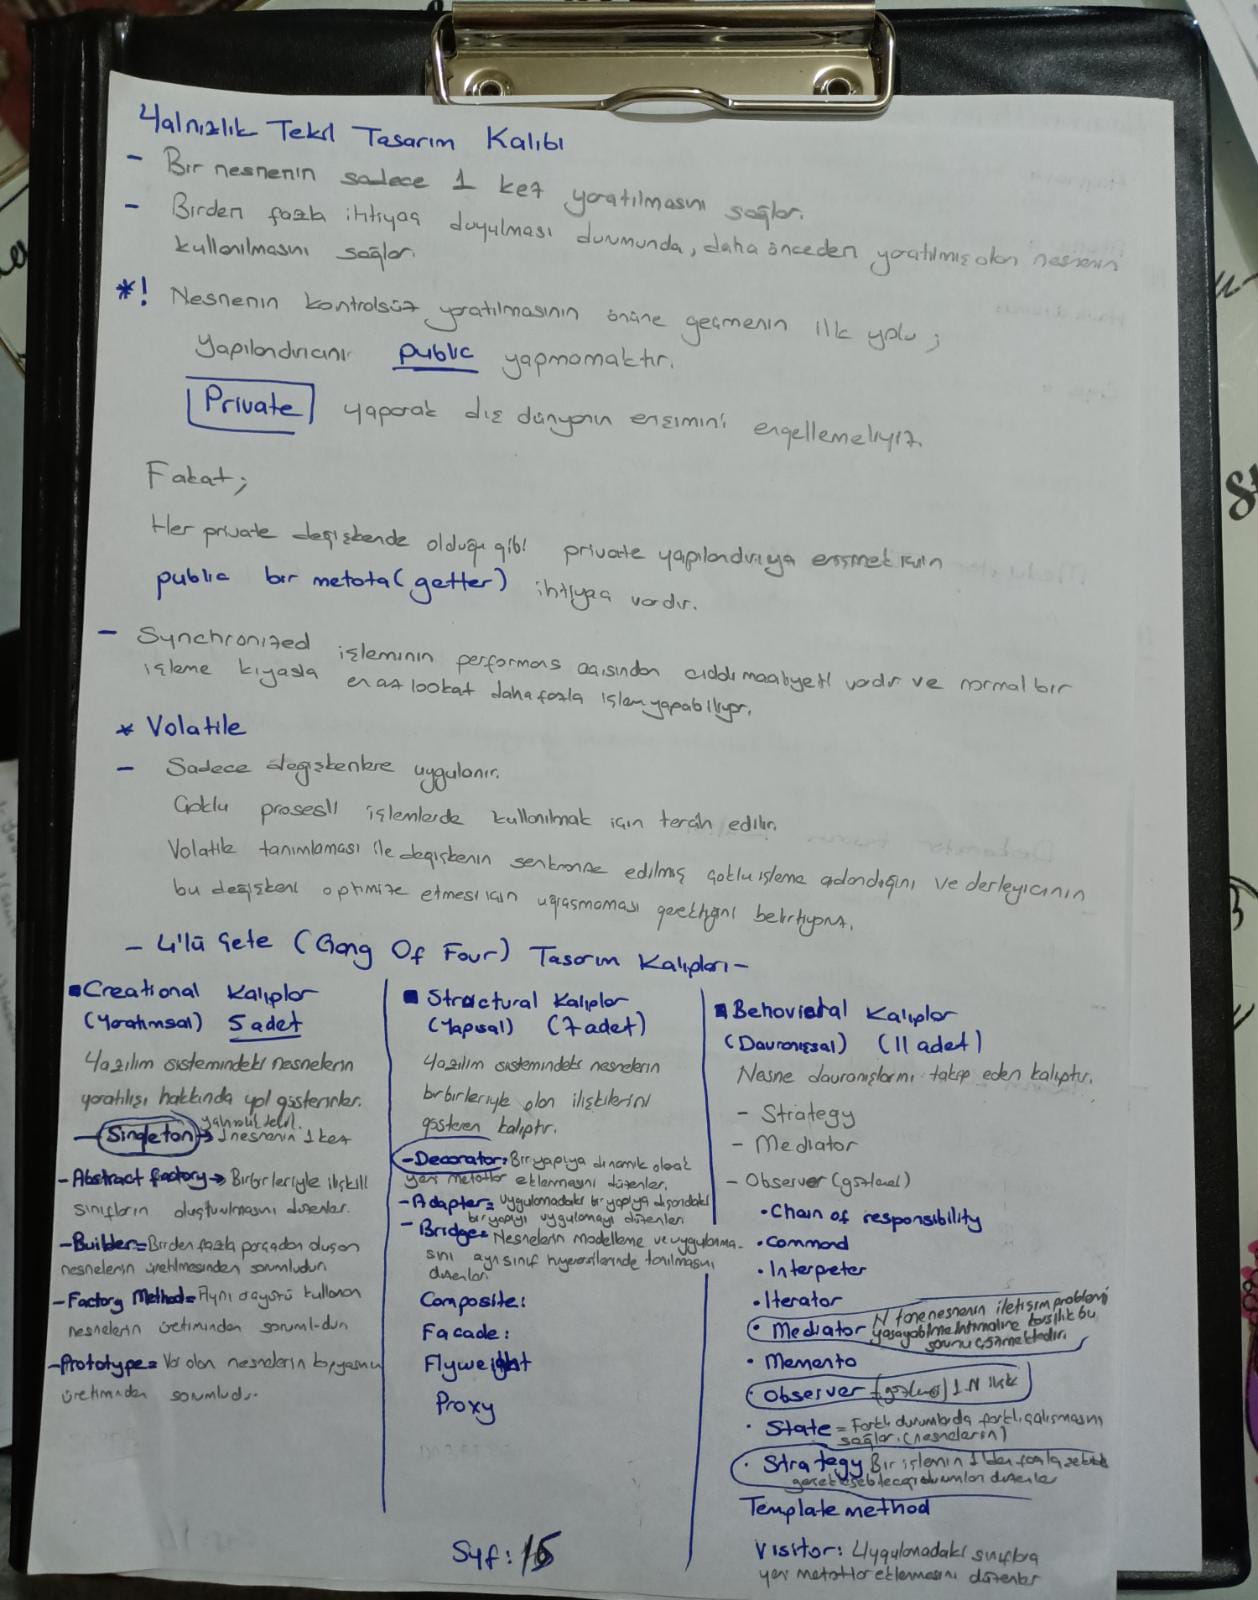 Yalnızlık Tekil Tasarım Kalıbı
- Bir nesnenin sadece 1 kez yaratılmasını sağlar.
- Birden fazla ihtiyaç duyulması durumunda, daha önceden yaratılmış olan nesnenin
kullanılmasını sağlar.
*! Nesnenin kontrolsüz yaratılmasının önüne geçmenin ilk yolu ;
yapılandırıcını public yapmamaktır.
Private yaparak dış dünyanın erişimini engellemeliyiz.
Fakat;
Her private değişkende olduğu gibi private yapılandırıcıya erişmek için
public bir metota (getter) ihtiyaç vardır.
- Synchronized işleminin performans açısından ciddi maaliyeti vardır ve normal bir
işleme kıyasla en az 100 kat daha fazla işlem yapabiliyor.
* Volatile
- Sadece değişkenlere uygulanır.
Çoklu prosesli işlemlerde kullanılmak için tercih edilir.
Volatile tanımlaması ile değişkenin senkronize edilmiş çoklu işleme adandığını ve derleyicinin
bu değişkeni optimize etmesi için uğraşmaması gerektiğini belirtiyoruz.
- 4'lü Çete (Gang Of Four) Tasarım Kalıpları -
▪ Creational Kalıplar
(Yaratımsal) 5 adet
Yazılım sistemindeki nesnelerin
yaratılışı hakkında yol gösterirler.
yalnızlık tekil.
- Singleton → 1 nesnenin 1 kez
- Abstract factory → Birbirleriyle ilişkili
sınıfların oluşturulmasını düzenler.
- Builder = Birden fazla parçadan oluşan
nesnelerin üretilmesinden sorumludur
- Factory Method = Aynı arayüzü kullanan
nesnelerin üretiminden sorumludur
- Prototype = Var olan nesnelerin kopyasının
üretiminden sorumludur.
▪ Structural Kalıplar
(Yapısal) (7 adet)
Yazılım sistemindeki nesnelerin
birbirleriyle olan ilişkilerini
gösteren kalıptır.
- Decorator: Bir yapıya dinamik olarak
yeni metotlar eklenmesini düzenler.
- Adapter = Uygulamadaki bir yapıya dışarıdaki
bir yapıyı uygulamayı düzenler
- Bridge = Nesnelerin modelleme ve uygulanma-
sını ayrı sınıf hiyerarşilerinde tanılmasını
düzenler
Composite:
Facade:
Flyweight
Proxy
▪ Behavioral Kalıplar
(Davranışsal) (11 adet)
Nesne davranışlarını takip eden kalıptır.
- Strategy
- Mediator
- Observer (gözlemci)
• Chain of responsibility
• Command
• Interpreter
• Iterator
• Mediator N tane nesnenin iletişim problemi
yaşayabilme ihtimaline karşılık bu
sorunu çözmektedir.
• Memento
• Observer (gözlemci) 1-N ilişki
• State = Farklı durumlarda farklı çalışmasını
sağlar. (nesnelerin)
• Strategy Bir işlemin 1'den fazla şekilde
gerçekleşebileceği durumları düzenler
Template method
Visitor: Uygulamadaki sınıflara
yeni metotlar eklenmesini düzenler
Syf: 15